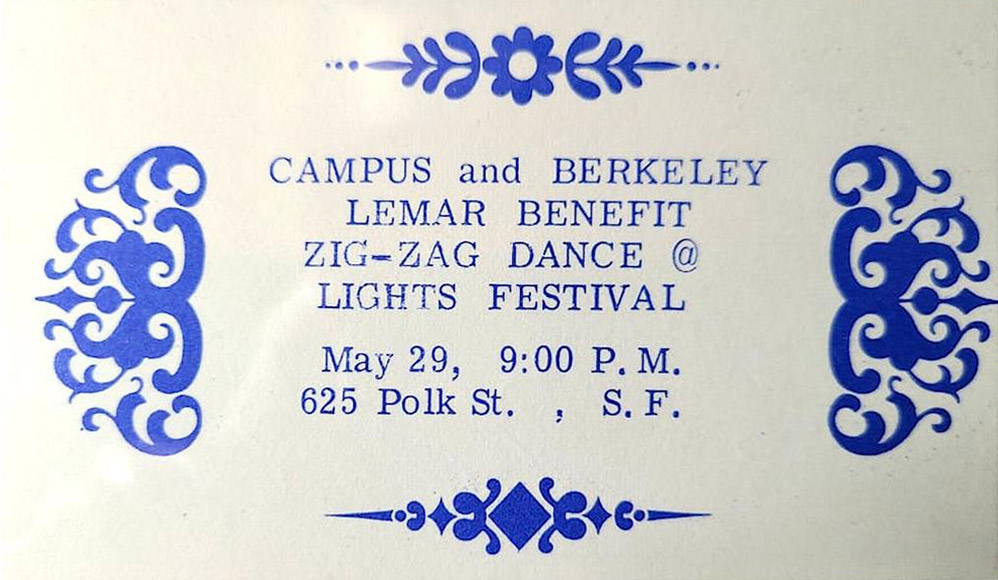 CAMPUS and BERKELEY
LEMAR BENEFIT
ZIG-ZAG DANCE @
LIGHTS FESTIVAL
May 29, 9:00 P.M.
625 Polk St. , S.F.